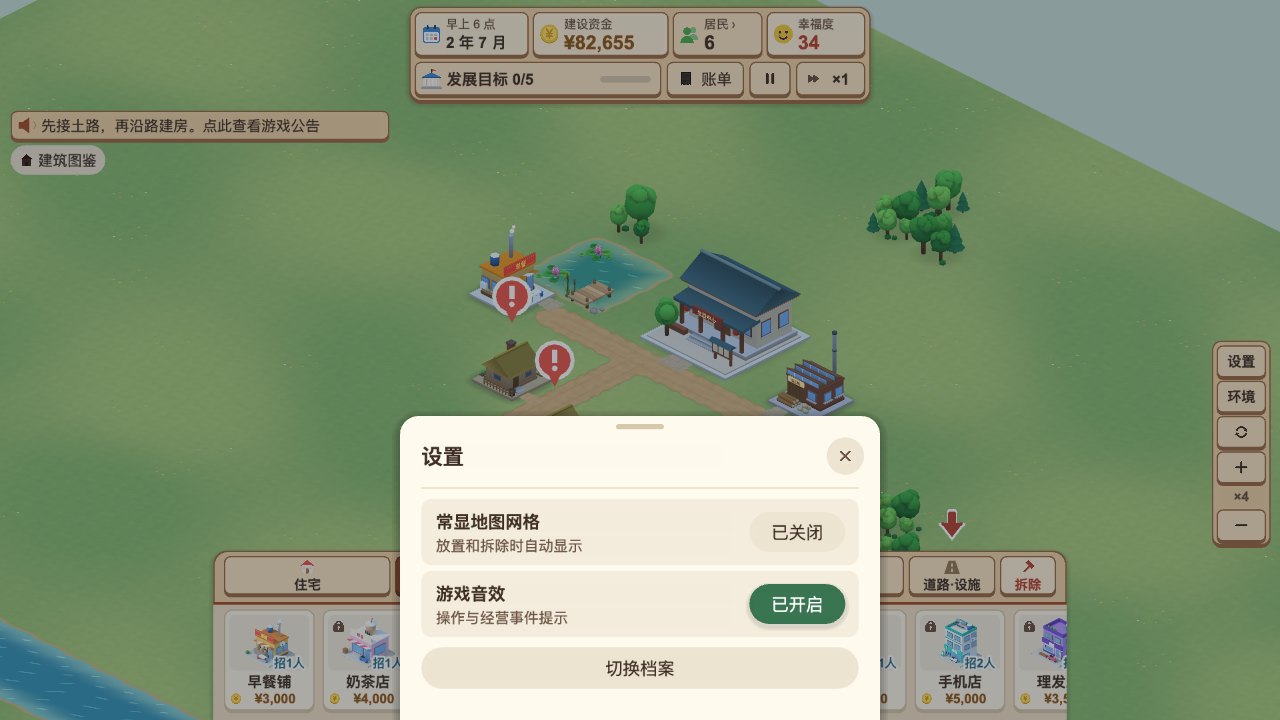 早上 6 点
2 年 7 月
建设资金
¥82,655
居民 ›
6
幸福度
34
发展目标 0/5
账单
×1
先接土路，再沿路建房。点此查看游戏公告
建筑图鉴
设置
环境
×4
设置
常显地图网格
放置和拆除时自动显示
已关闭
游戏音效
操作与经营事件提示
已开启
切换档案
住宅
道路·设施
拆除
招1人
早餐铺
¥3,000
招1人
奶茶店
¥4,000
1人
0
招2人
手机店
¥5,000
招
理发
¥3,5